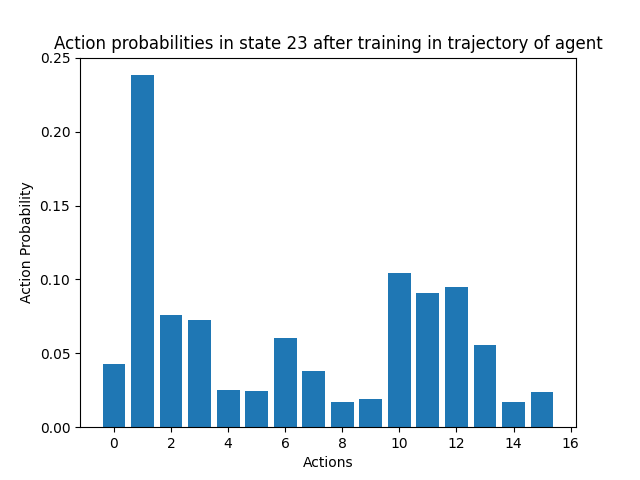 Action probabilities in state 23 after training in trajectory of agent
0.25
0.20
0.15
0.10
0.05
0.00
Action Probability
0 2 4 6 8 10 12 14 16
Actions